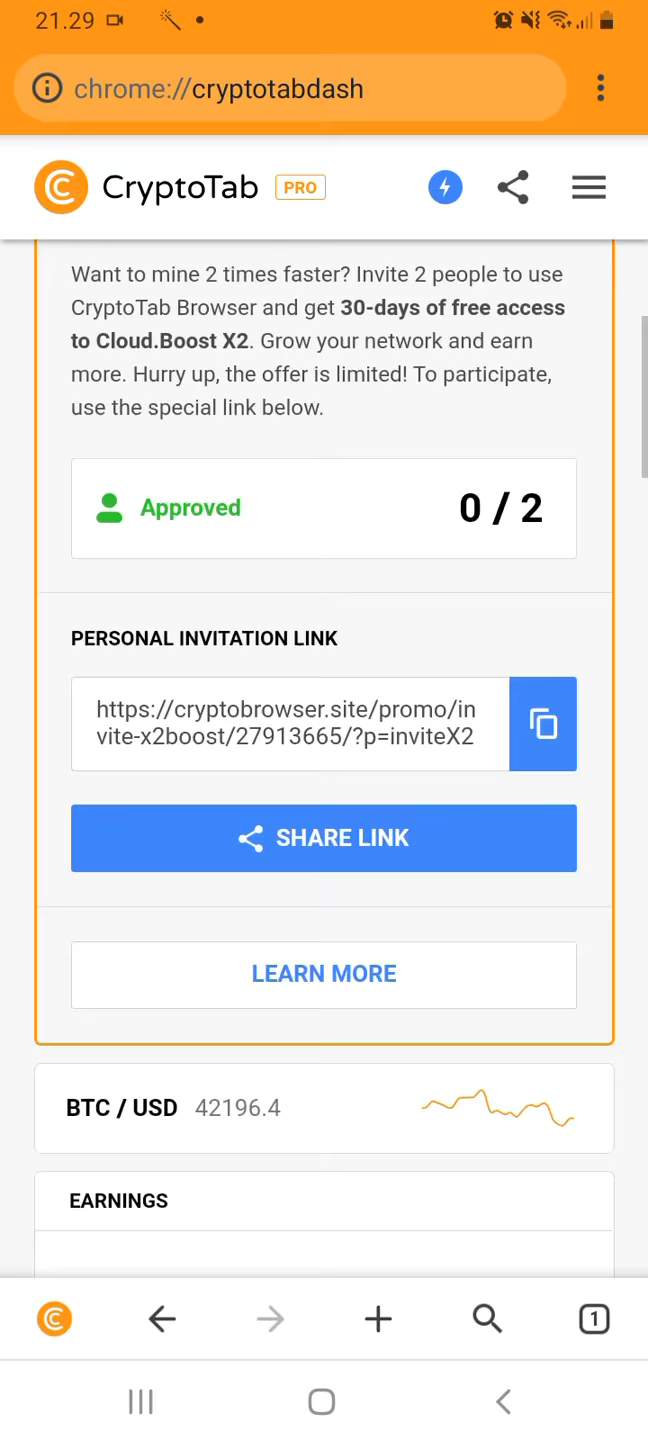 21.29
chrome://cryptotabdash
CryptoTab PRO
Want to mine 2 times faster? Invite 2 people to use
CryptoTab Browser and get 30-days of free access
to Cloud.Boost X2. Grow your network and earn
more. Hurry up, the offer is limited! To participate,
use the special link below.
Approved 0 / 2
PERSONAL INVITATION LINK
https://cryptobrowser.site/promo/in
vite-x2boost/27913665/?p=inviteX2
SHARE LINK
LEARN MORE
BTC / USD 42196.4
EARNINGS
1